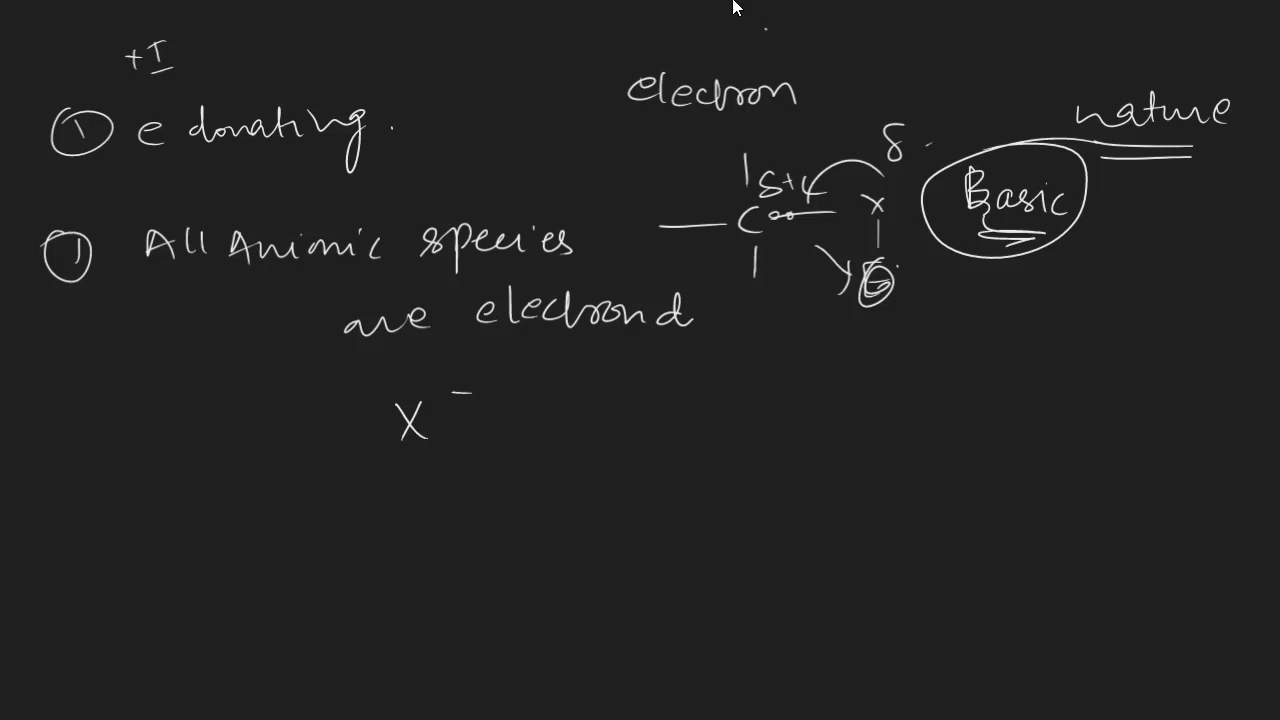 +I
① e donating.
electron
nature
Basic
δ
δ+
— C
x
① All Anionic species
are electrond
X⁻